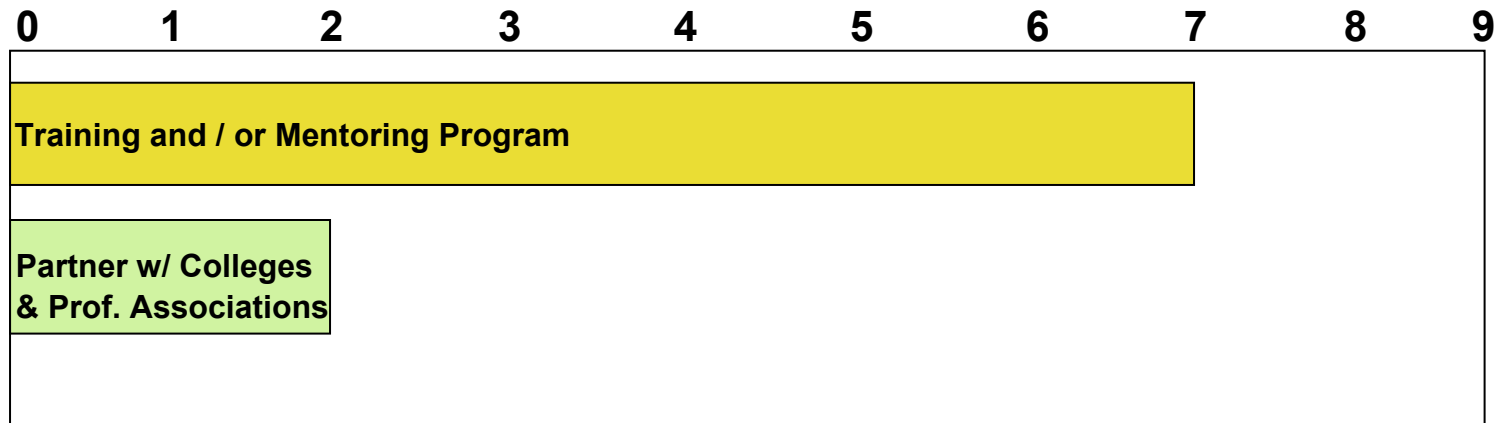 0 1 2 3 4 5 6 7 8 9
Training and / or Mentoring Program
Partner w/ Colleges
& Prof. Associations